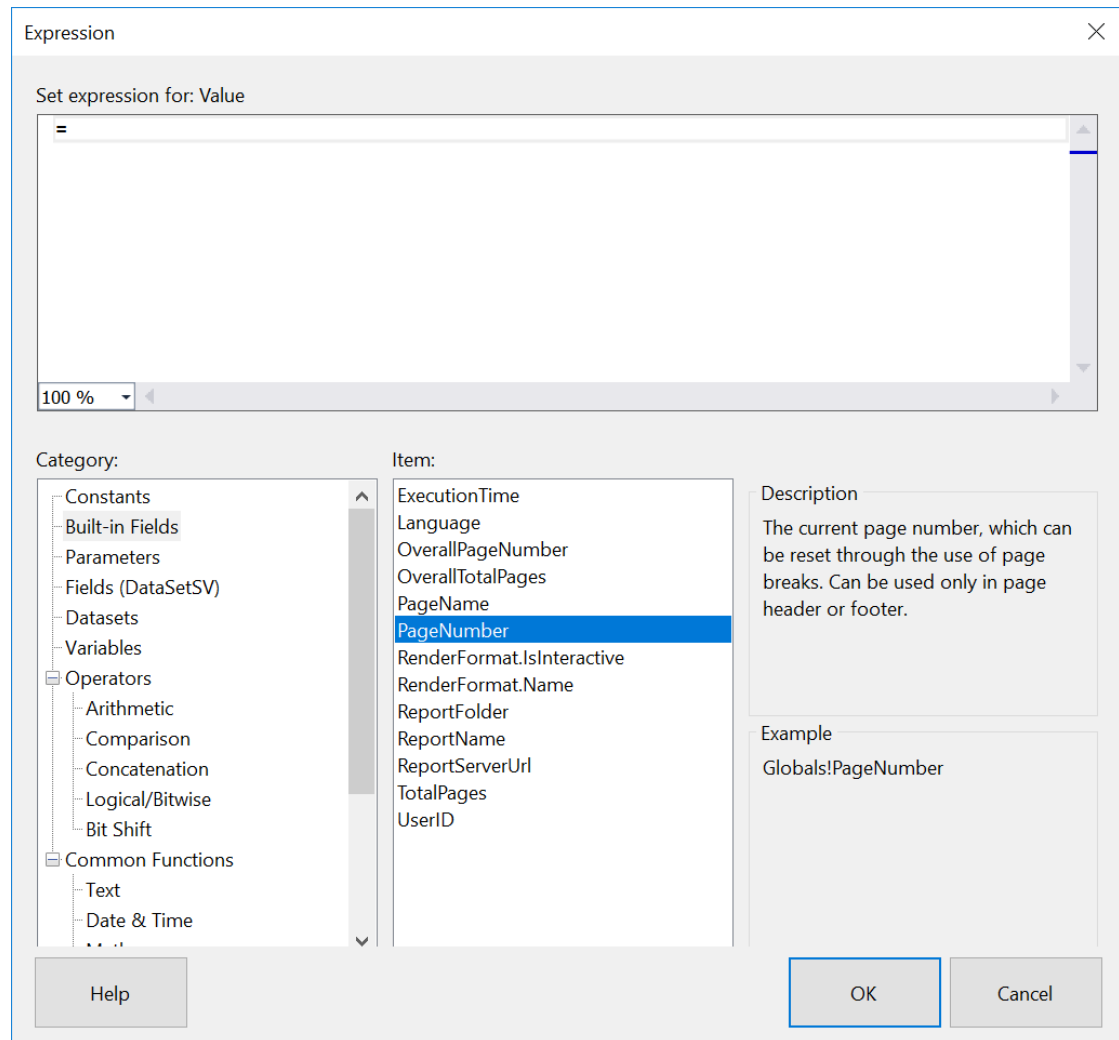 Expression
Set expression for: Value
=
100 %
Category:
Constants
Built-in Fields
Parameters
Fields (DataSetSV)
Datasets
Variables
Operators
Arithmetic
Comparison
Concatenation
Logical/Bitwise
Bit Shift
Common Functions
Text
Date & Time
Item:
ExecutionTime
Language
OverallPageNumber
OverallTotalPages
PageName
PageNumber
RenderFormat.IsInteractive
RenderFormat.Name
ReportFolder
ReportName
ReportServerUrl
TotalPages
UserID
Description
The current page number, which can
be reset through the use of page
breaks. Can be used only in page
header or footer.
Example
Globals!PageNumber
Help
OK
Cancel